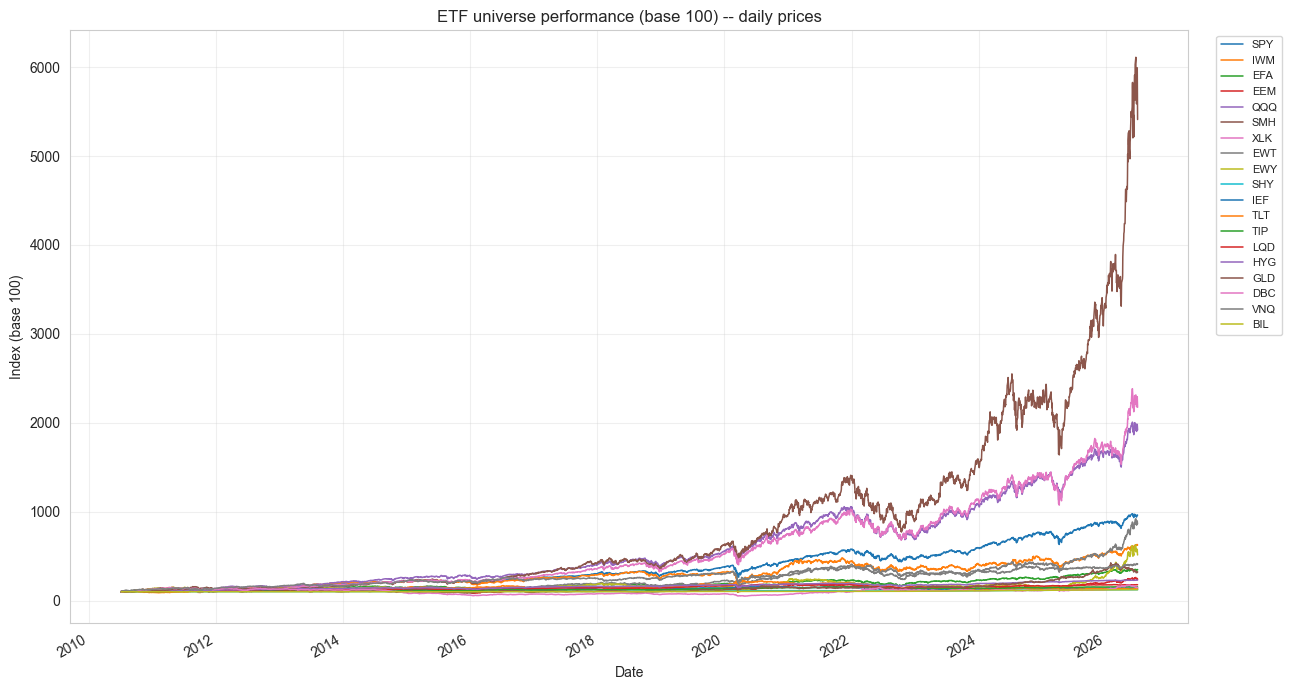 ETF universe performance (base 100) -- daily prices
Index (base 100)
6000
5000
4000
3000
2000
1000
0
2010
2012
2014
2016
2018
2020
2022
2024
2026
Date
SPY
IWM
EFA
EEM
QQQ
SMH
XLK
EWT
EWY
SHY
IEF
TLT
TIP
LQD
HYG
GLD
DBC
VNQ
BIL